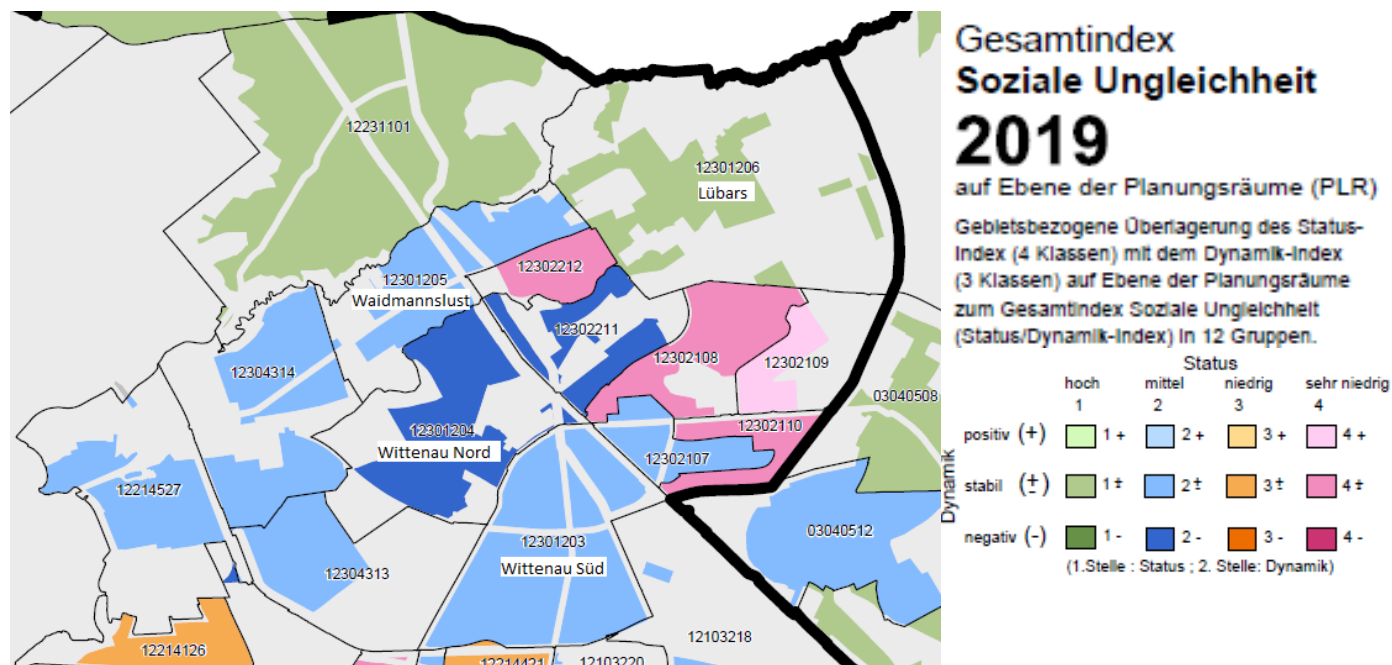 12231101
12301206
Lübars
12302212
12301205
Waidmannslust
12302211
12302108
12302109
12304314
03040508
12301204
Wittenau Nord
12302110
12302107
12214527
03040512
12301203
Wittenau Süd
12304313
12103218
12214126
12214421
12103220
Gesamtindex
Soziale Ungleichheit
2019
auf Ebene der Planungsräume (PLR)
Gebietsbezogene Überlagerung des Status-
Index (4 Klassen) mit dem Dynamik-Index
(3 Klassen) auf Ebene der Planungsräume
zum Gesamtindex Soziale Ungleichheit
(Status/Dynamik-Index) in 12 Gruppen.
Status
hoch mittel niedrig sehr niedrig
1 2 3 4
Dynamik
positiv (+) 1 + 2 + 3 + 4 +
stabil (±) 1 ± 2 ± 3 ± 4 ±
negativ (-) 1 - 2 - 3 - 4 -
(1.Stelle : Status ; 2. Stelle: Dynamik)